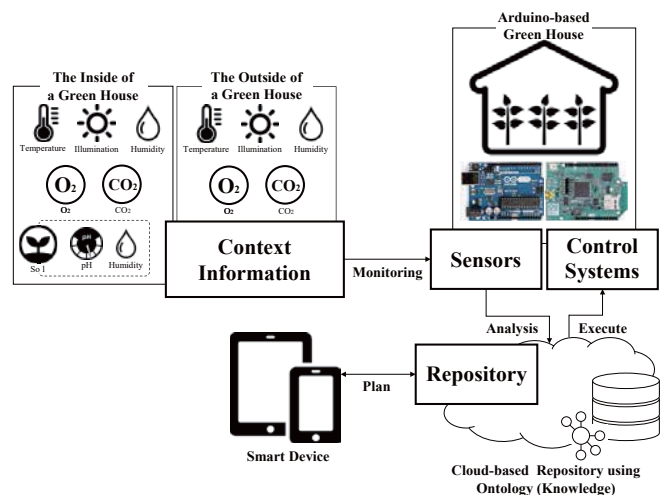 Arduino-based
Green House
The Inside of
a Green House
The Outside of
a Green House
Temperature
Illumination
Humidity
Temperature
Illumination
Humidity
O2
CO2
O2
CO2
O2
CO2
O2
CO2
So l
pH
Humidity
Context
Information
Monitoring
Sensors
Control
Systems
Analysis
Execute
Plan
Repository
Smart Device
Cloud-based Repository using
Ontology (Knowledge)